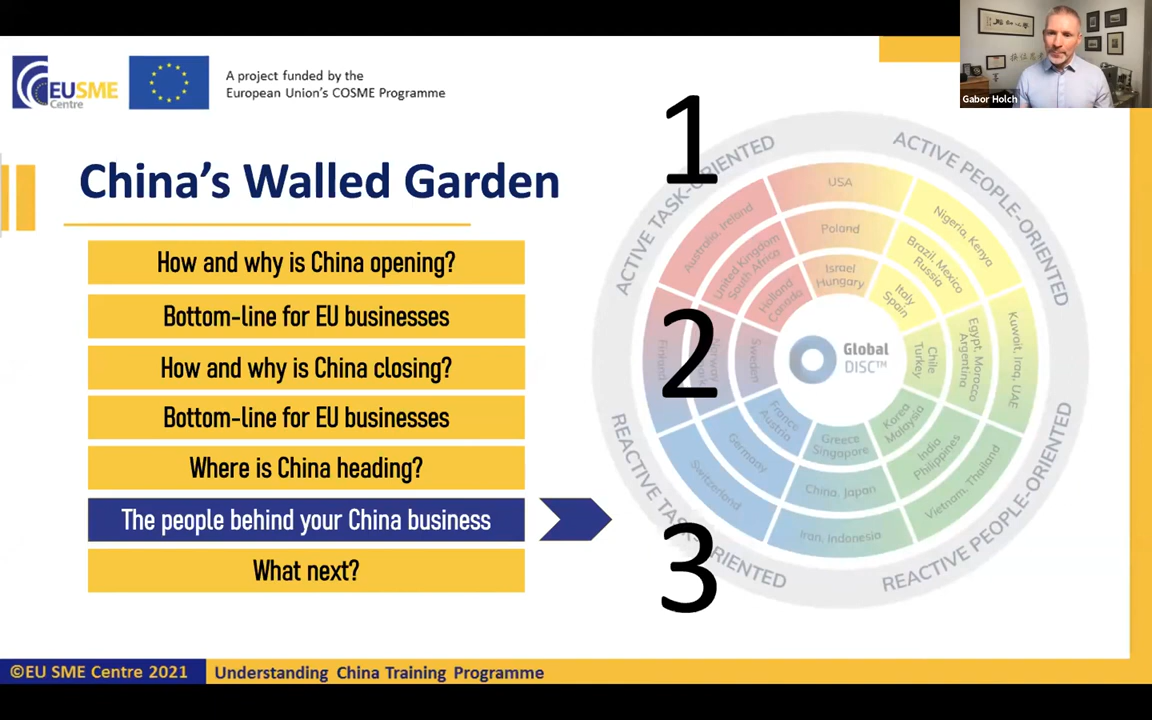 EUSME
Centre
A project funded by the
European Union's COSME Programme
Gabor Holch
China's Walled Garden
How and why is China opening?
Bottom-line for EU businesses
How and why is China closing?
Bottom-line for EU businesses
Where is China heading?
The people behind your China business
What next?
1
2
3
ACTIVE TASK-ORIENTED
ACTIVE PEOPLE-ORIENTED
REACTIVE TASK-ORIENTED
REACTIVE PEOPLE-ORIENTED
USA
Poland
Israel
Hungary
Nigeria, Kenya
Brazil, Mexico
Russia
Italy
Spain
Kuwait, Iraq, UAE
Egypt, Morocco
Argentina
Chile
Turkey
Vietnam, Thailand
India
Philippines
Korea
Malaysia
Iran, Indonesia
China, Japan
Greece
Singapore
Switzerland
Germany
France
Austria
Finland
Norway
Sweden
Australia, Ireland
United Kingdom
South Africa
Holland
Canada
Global
DISC™
©EU SME Centre 2021
Understanding China Training Programme